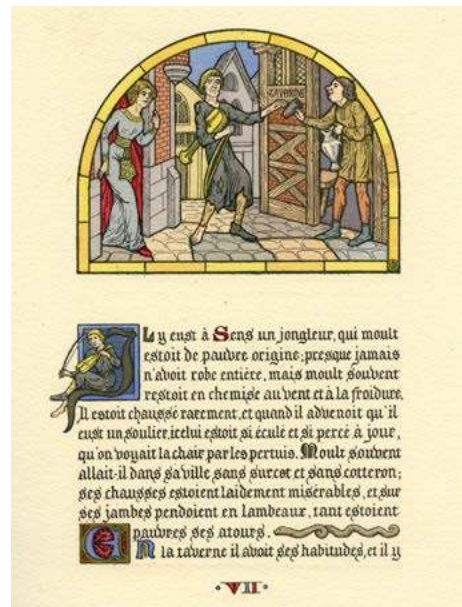 TAVERNE
IL y eust à Sens un jongleur, qui moult
estoit de pauvre origine; presque jamais
n'avoit robe entière, mais moult souvent
restoit en chemise au vent et à la froidure.
Il estoit chaussé rarement, et quand il advenoit qu'il
eust un soulier, icelui estoit si éculé et si percé à jour,
qu'on voyait la chair par les pertuis. Moult souvent
allait-il dans sa ville sans surcot et sans cotteron;
ses chausses estoient laidement misérables, et sur
ses jambes pendoient en lambeaux, tant estoient
pauvres ses atours.
EN la taverne il avoit ses habitudes, et il y
VII